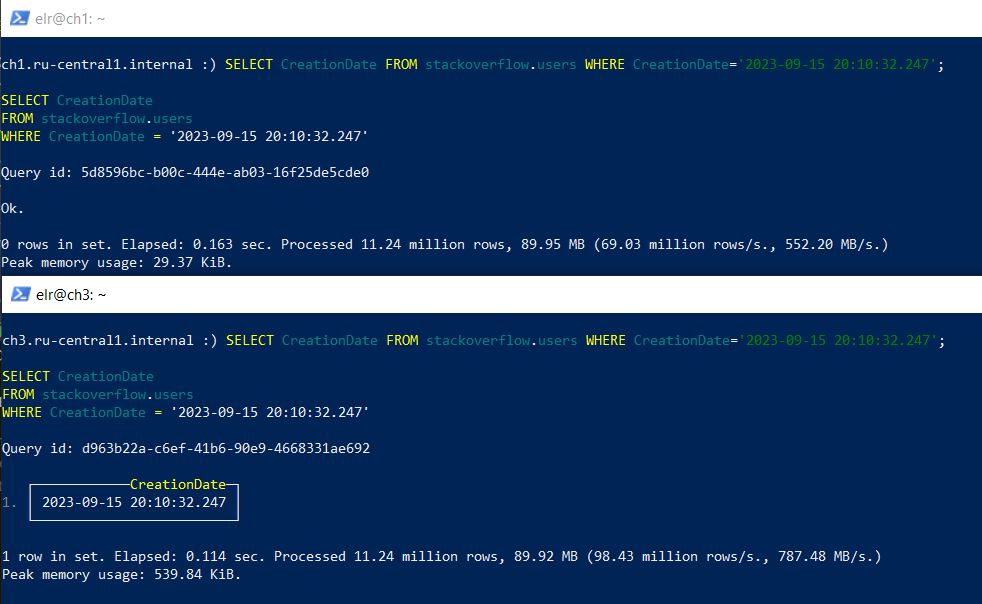 elr@ch1: ~
ch1.ru-central1.internal :) SELECT CreationDate FROM stackoverflow.users WHERE CreationDate='2023-09-15 20:10:32.247';
SELECT CreationDate
FROM stackoverflow.users
WHERE CreationDate = '2023-09-15 20:10:32.247'
Query id: 5d8596bc-b00c-444e-ab03-16f25de5cde0
Ok.
0 rows in set. Elapsed: 0.163 sec. Processed 11.24 million rows, 89.95 MB (69.03 million rows/s., 552.20 MB/s.)
Peak memory usage: 29.37 KiB.
elr@ch3: ~
ch3.ru-central1.internal :) SELECT CreationDate FROM stackoverflow.users WHERE CreationDate='2023-09-15 20:10:32.247';
SELECT CreationDate
FROM stackoverflow.users
WHERE CreationDate = '2023-09-15 20:10:32.247'
Query id: d963b22a-c6ef-41b6-90e9-4668331ae692
CreationDate
1. 2023-09-15 20:10:32.247
1 row in set. Elapsed: 0.114 sec. Processed 11.24 million rows, 89.92 MB (98.43 million rows/s., 787.48 MB/s.)
Peak memory usage: 539.84 KiB.